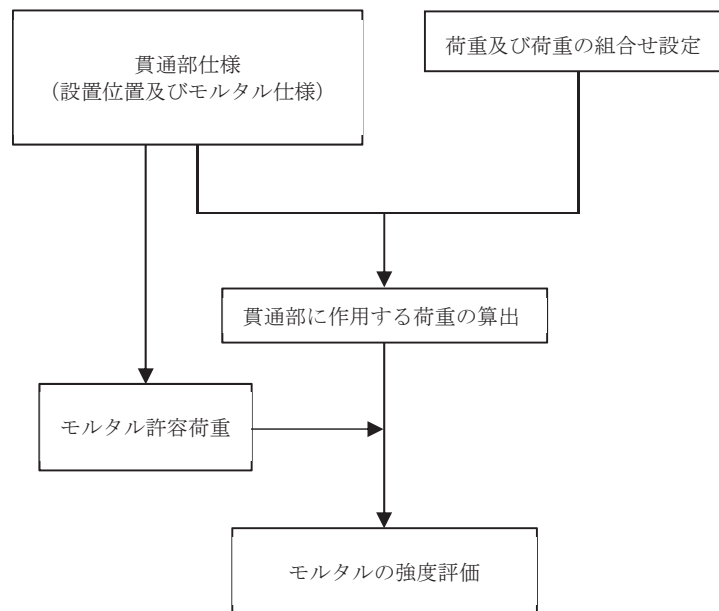 貫通部仕様
（設置位置及びモルタル仕様）
荷重及び荷重の組合せ設定
貫通部に作用する荷重の算出
モルタル許容荷重
モルタルの強度評価